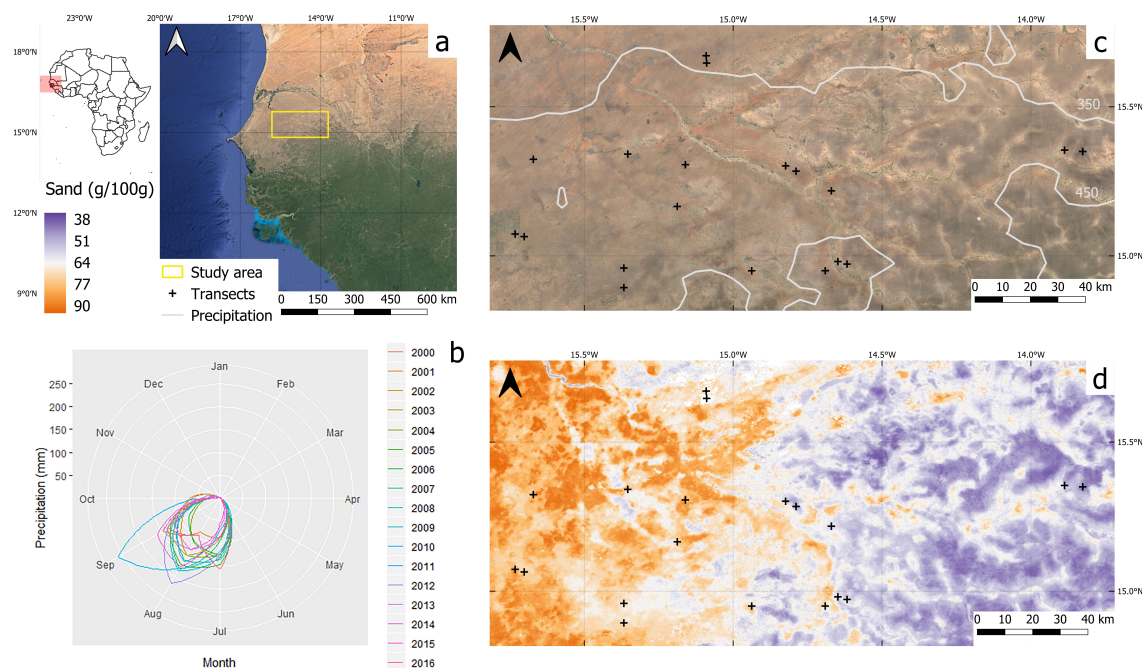 23°0'W 20°0'W 17°0'W 14°0'W 11°0'W
a
18°0'N
15°0'N
12°0'N
9°0'N
Sand (g/100g)
38
51
64
77
90
Study area
Transects
Precipitation
0 150 300 450 600 km
b
Jan
Feb
Mar
Apr
May
Jun
Jul
Aug
Sep
Oct
Nov
Dec
250
200
150
100
50
Precipitation (mm)
Month
2000
2001
2002
2003
2004
2005
2006
2007
2008
2009
2010
2011
2012
2013
2014
2015
2016
15.5°W 15.0°W 14.5°W 14.0°W
c
350
450
15.5°N
15.0°N
0 10 20 30 40 km
15.5°W 15.0°W 14.5°W 14.0°W
d
15.5°N
15.0°N
0 10 20 30 40 km